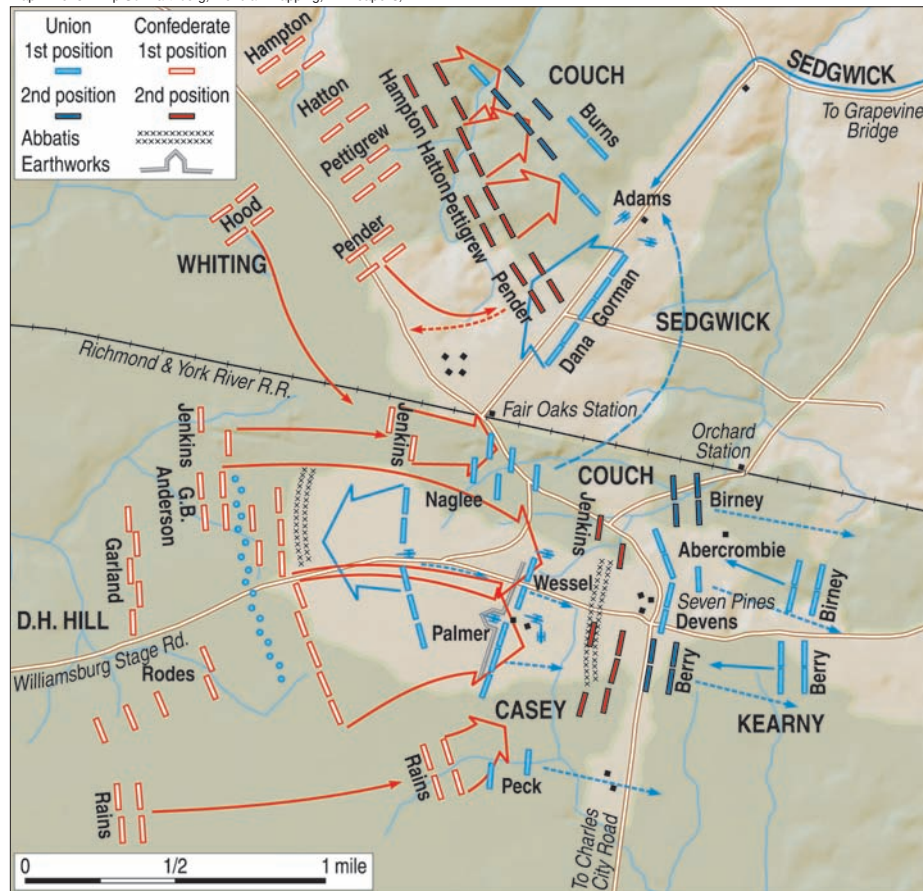 Union
1st position
2nd position
Confederate
1st position
2nd position
Abbatis
Earthworks
Hampton
Hatton
Pettigrew
Pender
Hood
WHITING
Hampton
Hatton
Pettigrew
Pender
COUCH
Burns
SEDGWICK
To Grapevine
Bridge
Adams
Gorman
Dana
SEDGWICK
Richmond & York River R.R.
Fair Oaks Station
Orchard
Station
Jenkins
G.B.
Anderson
Garland
D.H. HILL
Williamsburg Stage Rd.
Rodes
Rains
Jenkins
Naglee
COUCH
Jenkins
Birney
Abercrombie
Wessel
Seven Pines
Devens
Birney
Palmer
CASEY
Berry
Berry
KEARNY
Rains
Peck
To Charles
City Road
0 1/2 1 mile